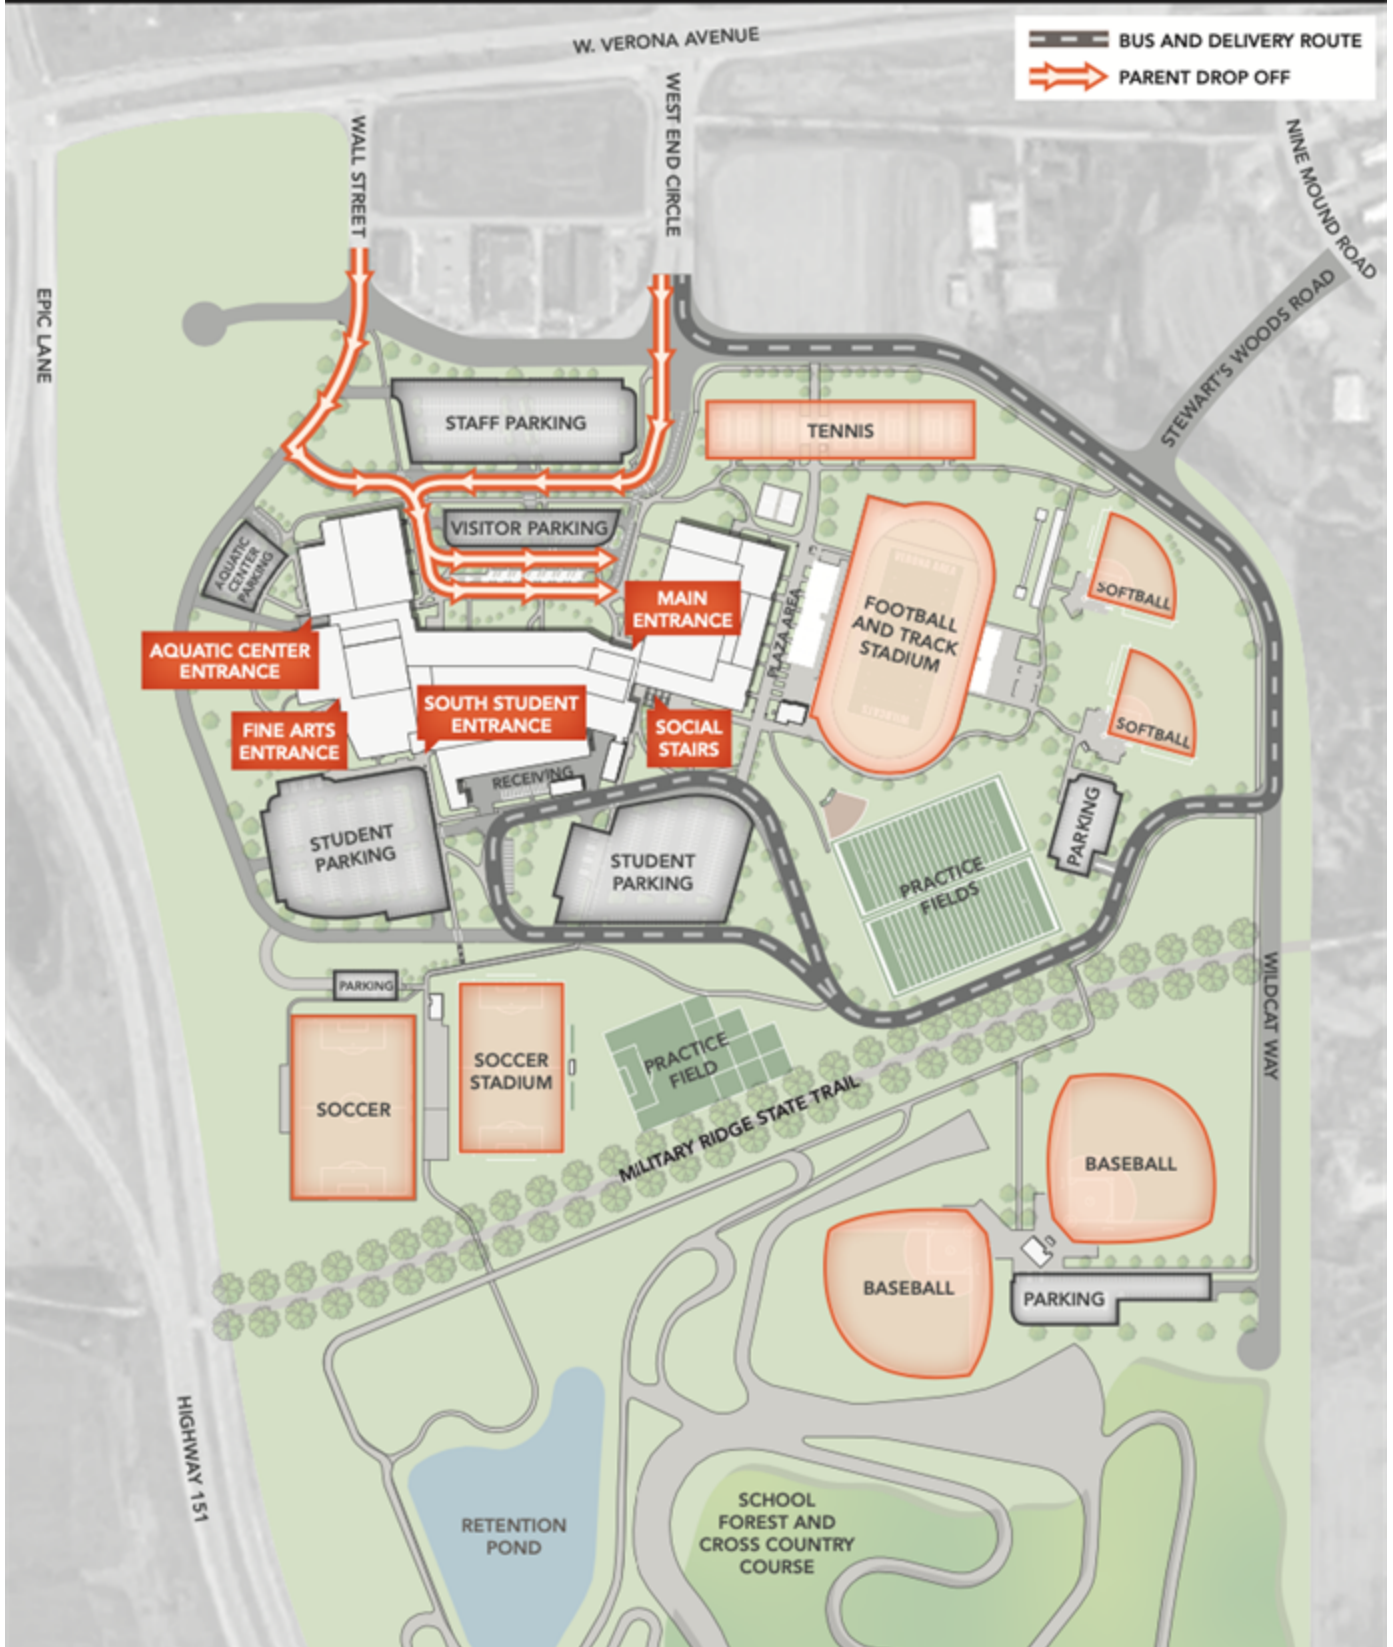 W. VERONA AVENUE
BUS AND DELIVERY ROUTE
PARENT DROP OFF
WALL STREET
WEST END CIRCLE
NINE MOUND ROAD
STEWART'S WOODS ROAD
EPIC LANE
STAFF PARKING
TENNIS
VISITOR PARKING
AQUATIC
CENTER
PARKING
MAIN
ENTRANCE
PLAZA AREA
FOOTBALL
AND TRACK
STADIUM
SOFTBALL
AQUATIC CENTER
ENTRANCE
SOUTH STUDENT
ENTRANCE
FINE ARTS
ENTRANCE
SOCIAL
STAIRS
SOFTBALL
RECEIVING
STUDENT
PARKING
STUDENT
PARKING
PARKING
PRACTICE
FIELDS
WILDCAT WAY
PARKING
SOCCER
SOCCER
STADIUM
PRACTICE
FIELD
MILITARY RIDGE STATE TRAIL
BASEBALL
BASEBALL
PARKING
HIGHWAY 151
RETENTION
POND
SCHOOL
FOREST AND
CROSS COUNTRY
COURSE